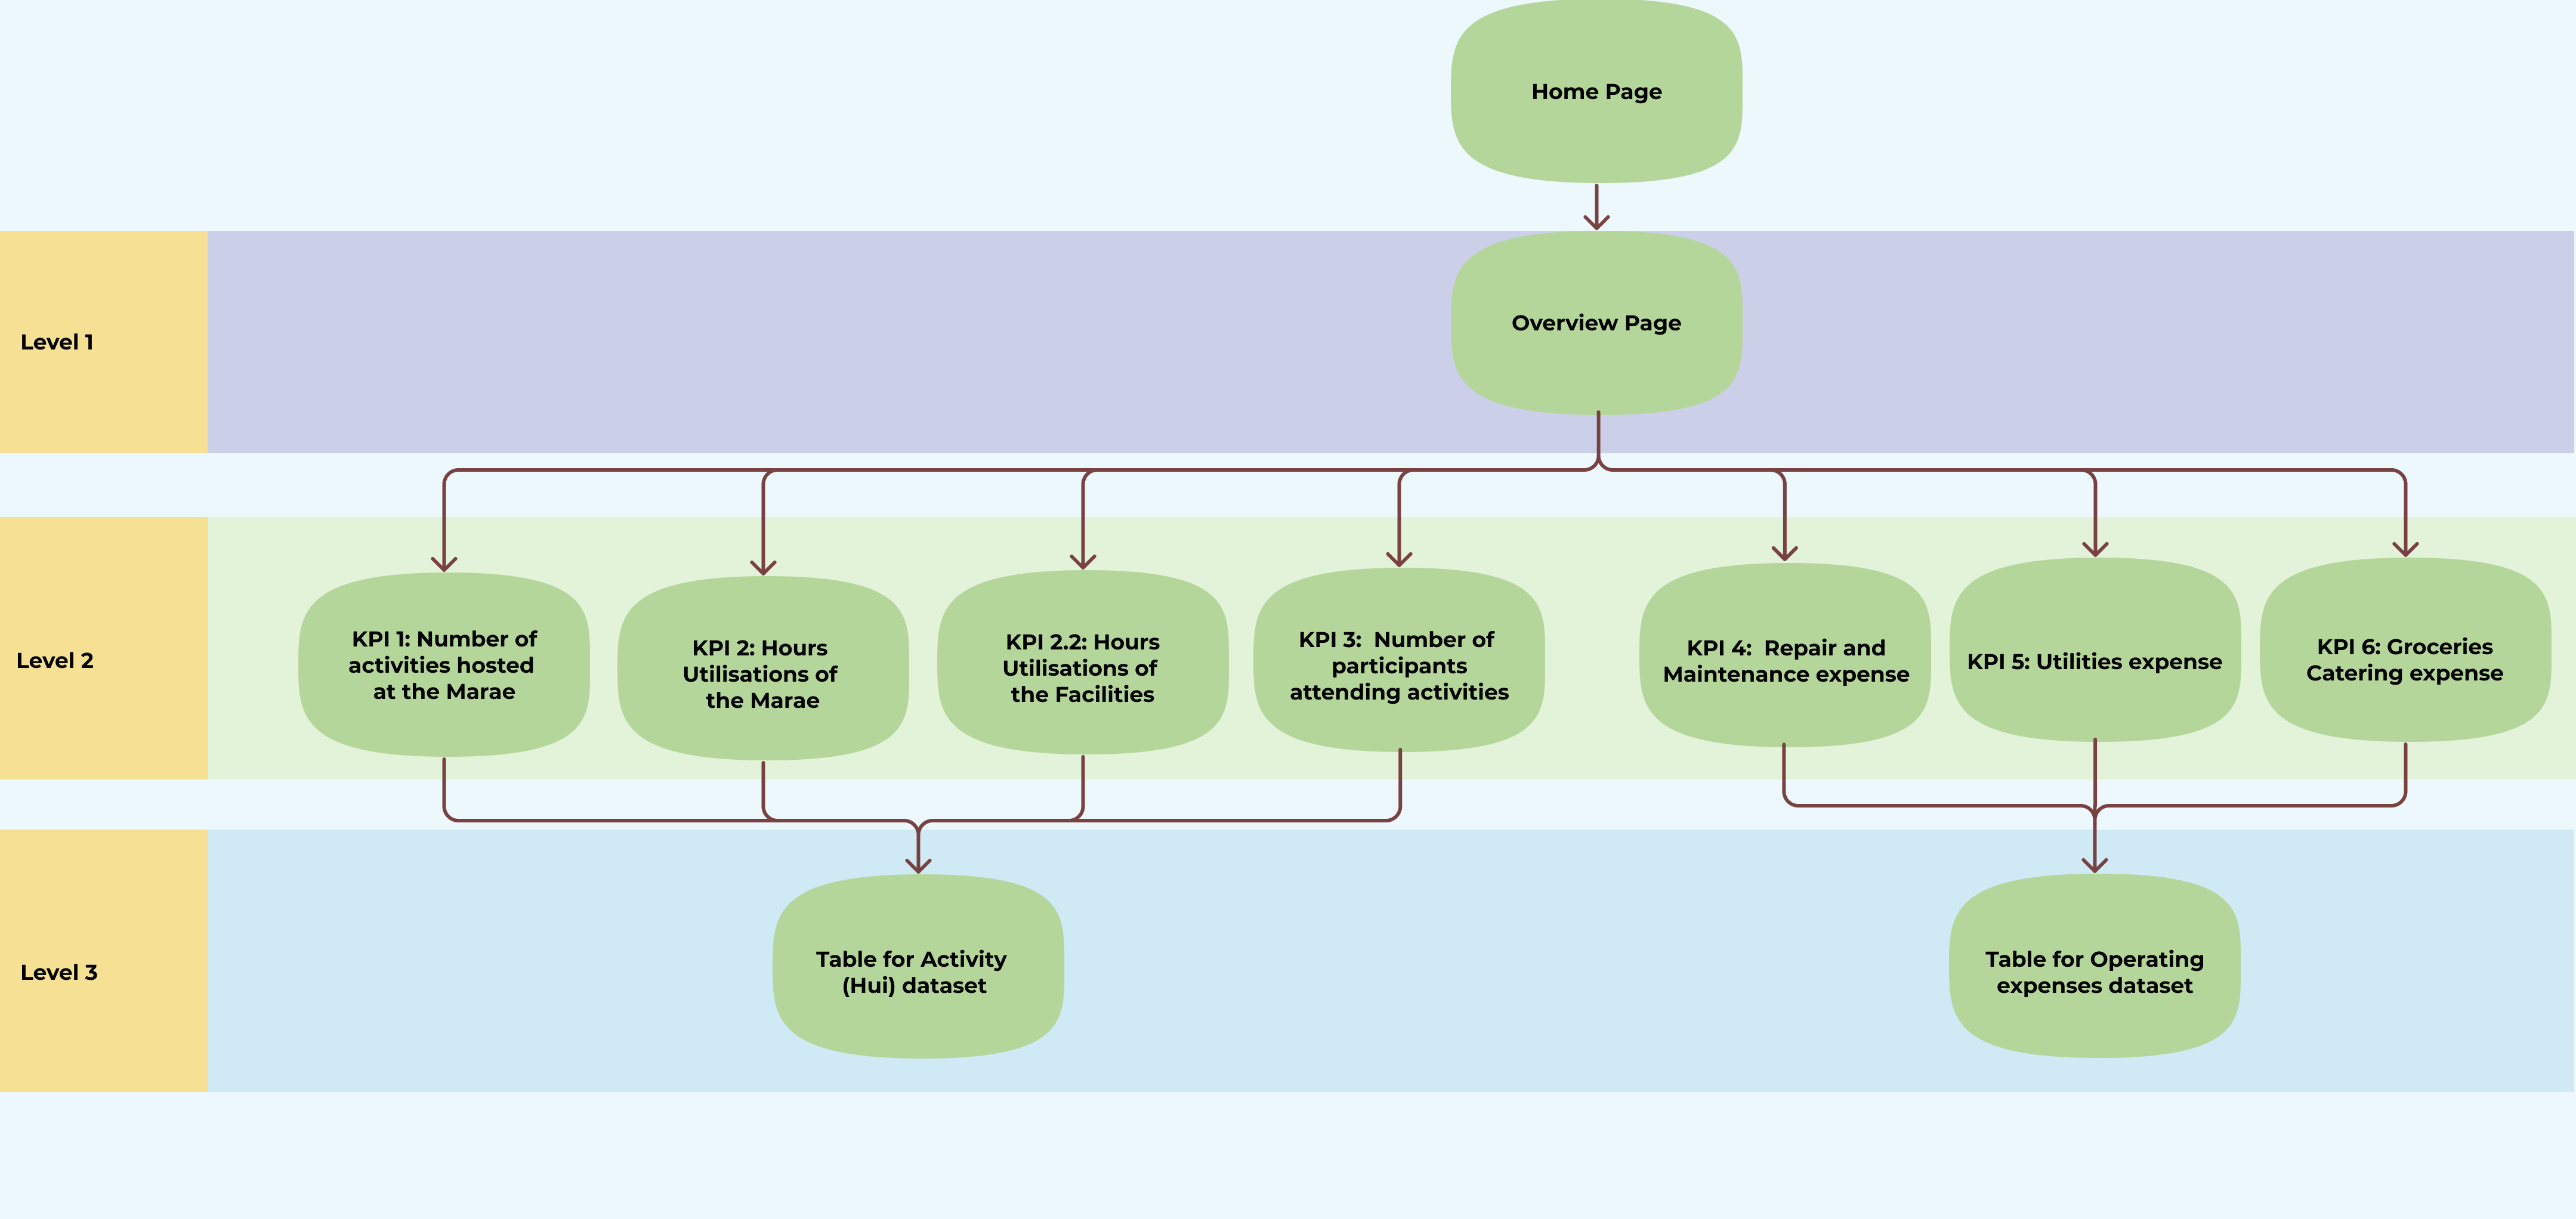 Home Page
Level 1
Overview Page
Level 2
KPI 1: Number of
activities hosted
at the Marae
KPI 2: Hours
Utilisations of
the Marae
KPI 2.2: Hours
Utilisations of
the Facilities
KPI 3:  Number of
participants
attending activities
KPI 4:  Repair and
Maintenance expense
KPI 5: Utilities expense
KPI 6: Groceries
Catering expense
Level 3
Table for Activity
(Hui) dataset
Table for Operating
expenses dataset